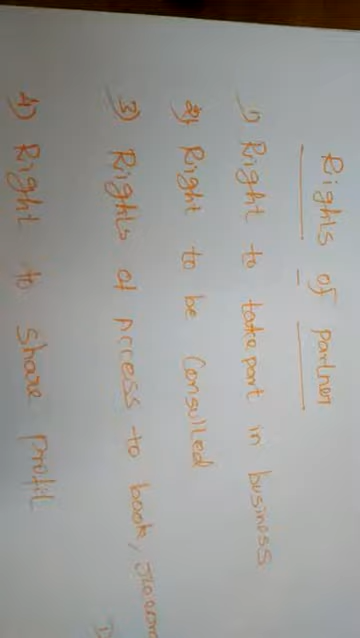 Rights of partner
1) Right to take part in business
2) Right to be Consulted
3) Rights of Access to book,
4) Right to share profit